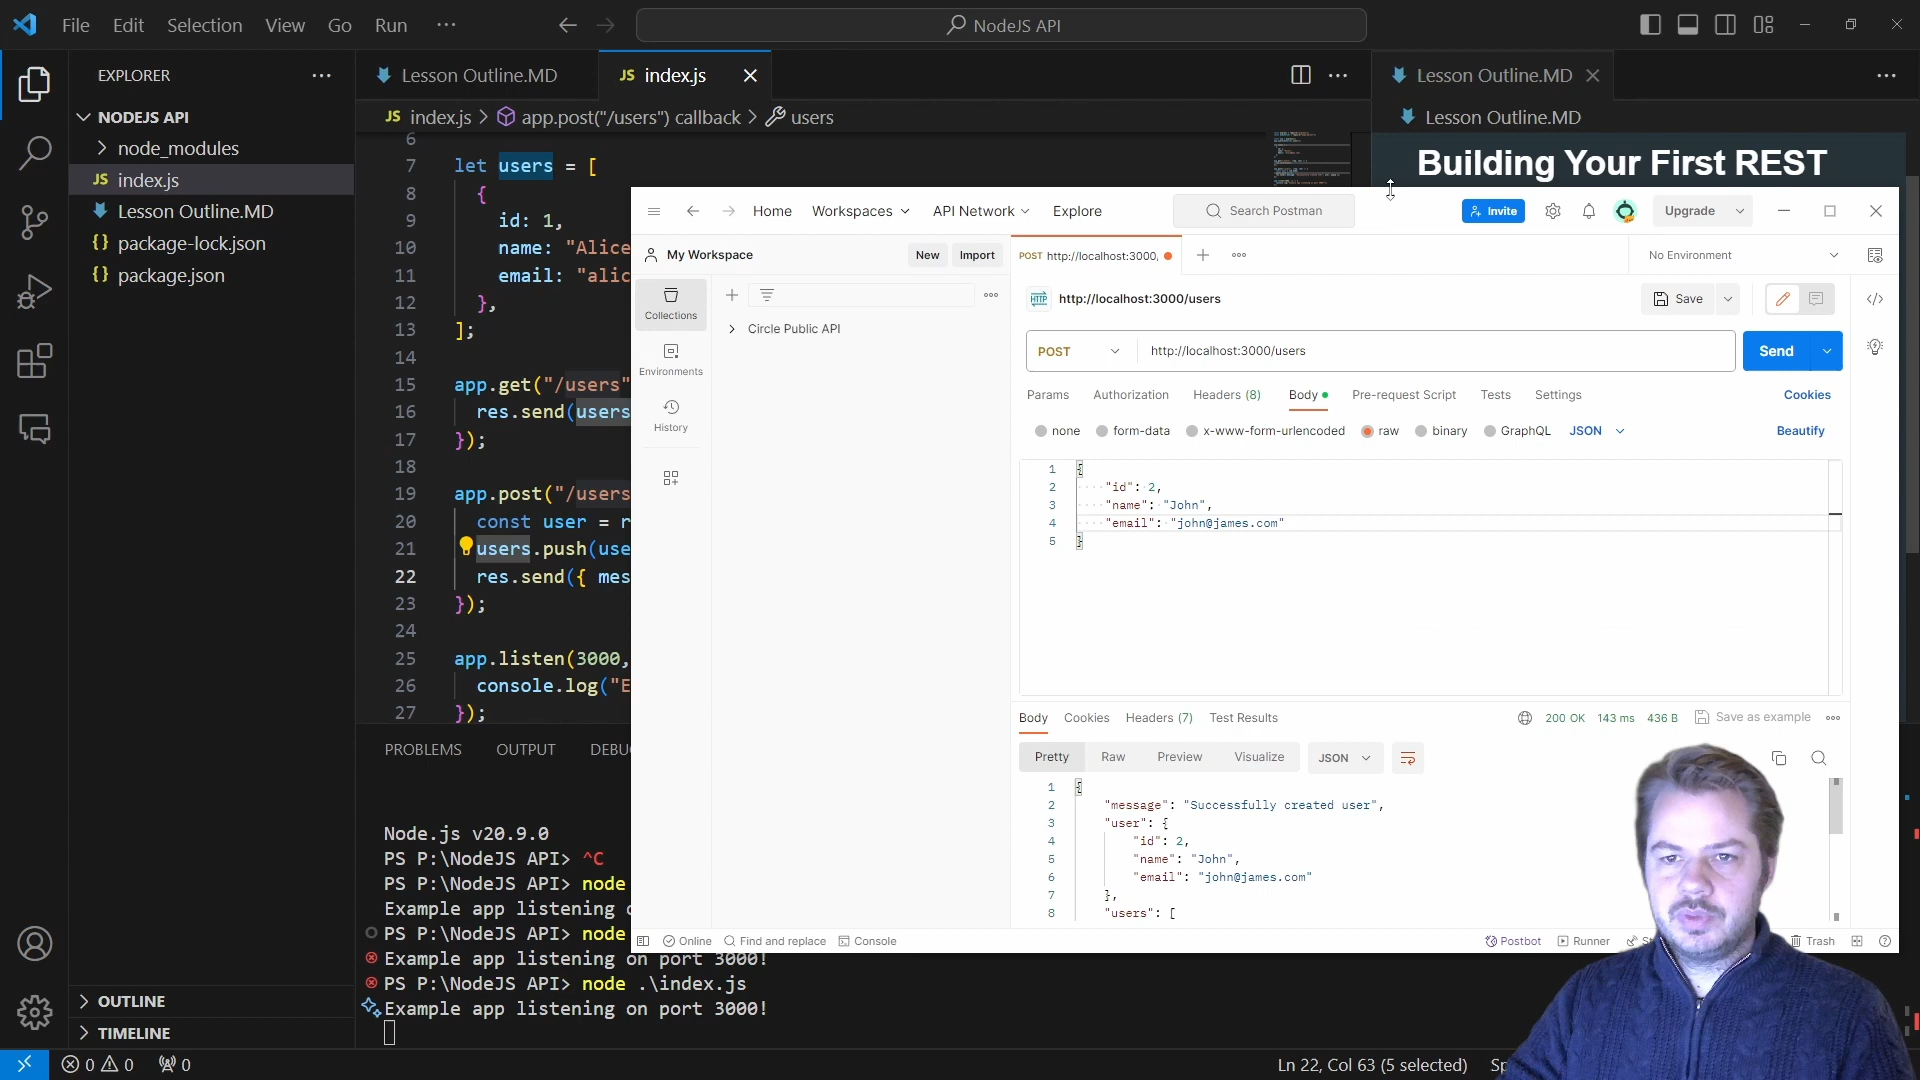 File Edit Selection View Go Run ···
NodeJS API
EXPLORER
NODEJS API
node_modules
JS index.js
Lesson Outline.MD
{} package-lock.json
{} package.json
OUTLINE
TIMELINE
Lesson Outline.MD
JS index.js
JS index.js > app.post("/users") callback > users
6
7 let users = [
8 {
9 id: 1,
10 name: "Alice
11 email: "alic
12 },
13 ];
14
15 app.get("/users"
16 res.send(users
17 });
18
19 app.post("/users
20 const user = r
21 users.push(use
22 res.send({ mes
23 });
24
25 app.listen(3000,
26 console.log("E
27 });
PROBLEMS OUTPUT DEBU
Node.js v20.9.0
PS P:\NodeJS API> ^C
PS P:\NodeJS API> node
Example app listening
PS P:\NodeJS API> node
Example app listening on port 3000!
PS P:\NodeJS API> node .\index.js
Example app listening on port 3000!
Lesson Outline.MD
Lesson Outline.MD
Building Your First REST
Home Workspaces API Network Explore
Search Postman
Invite
Upgrade
My Workspace
New Import
Collections
Environments
History
Circle Public API
POST http://localhost:3000,
No Environment
HTTP http://localhost:3000/users
Save
POST http://localhost:3000/users
Send
Params Authorization Headers (8) Body Pre-request Script Tests Settings Cookies
none form-data x-www-form-urlencoded raw binary GraphQL JSON Beautify
1 {
2 "id": 2,
3 "name": "John",
4 "email": "john@james.com"
5 }
Body Cookies Headers (7) Test Results
200 OK 143 ms 436 B Save as example
Pretty Raw Preview Visualize JSON
1 {
2 "message": "Successfully created user",
3 "user": {
4 "id": 2,
5 "name": "John",
6 "email": "john@james.com"
7 },
8 "users": [
Online Find and replace Console
Postbot Runner Trash
0 0 0
Ln 22, Col 63 (5 selected)